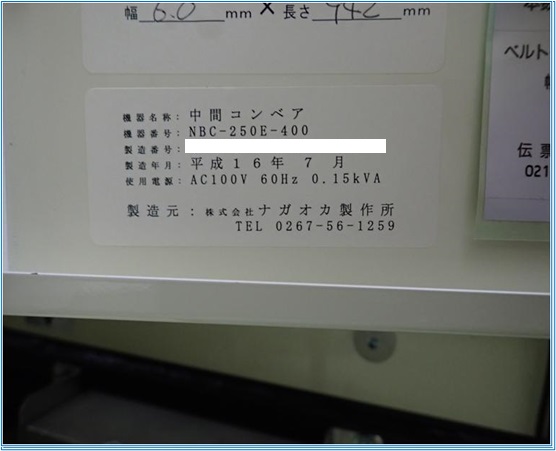 幅 6.0 mm × 長さ 942 mm
機器名称: 中間コンベア
機器番号: NBC-250E-400
製造番号:
製造年月: 平成16年 7 月
使用電源: AC100V 60Hz 0.15kVA
製造元: 株式会社ナガオカ製作所
TEL 0267-56-1259
ベルト
伝票
021